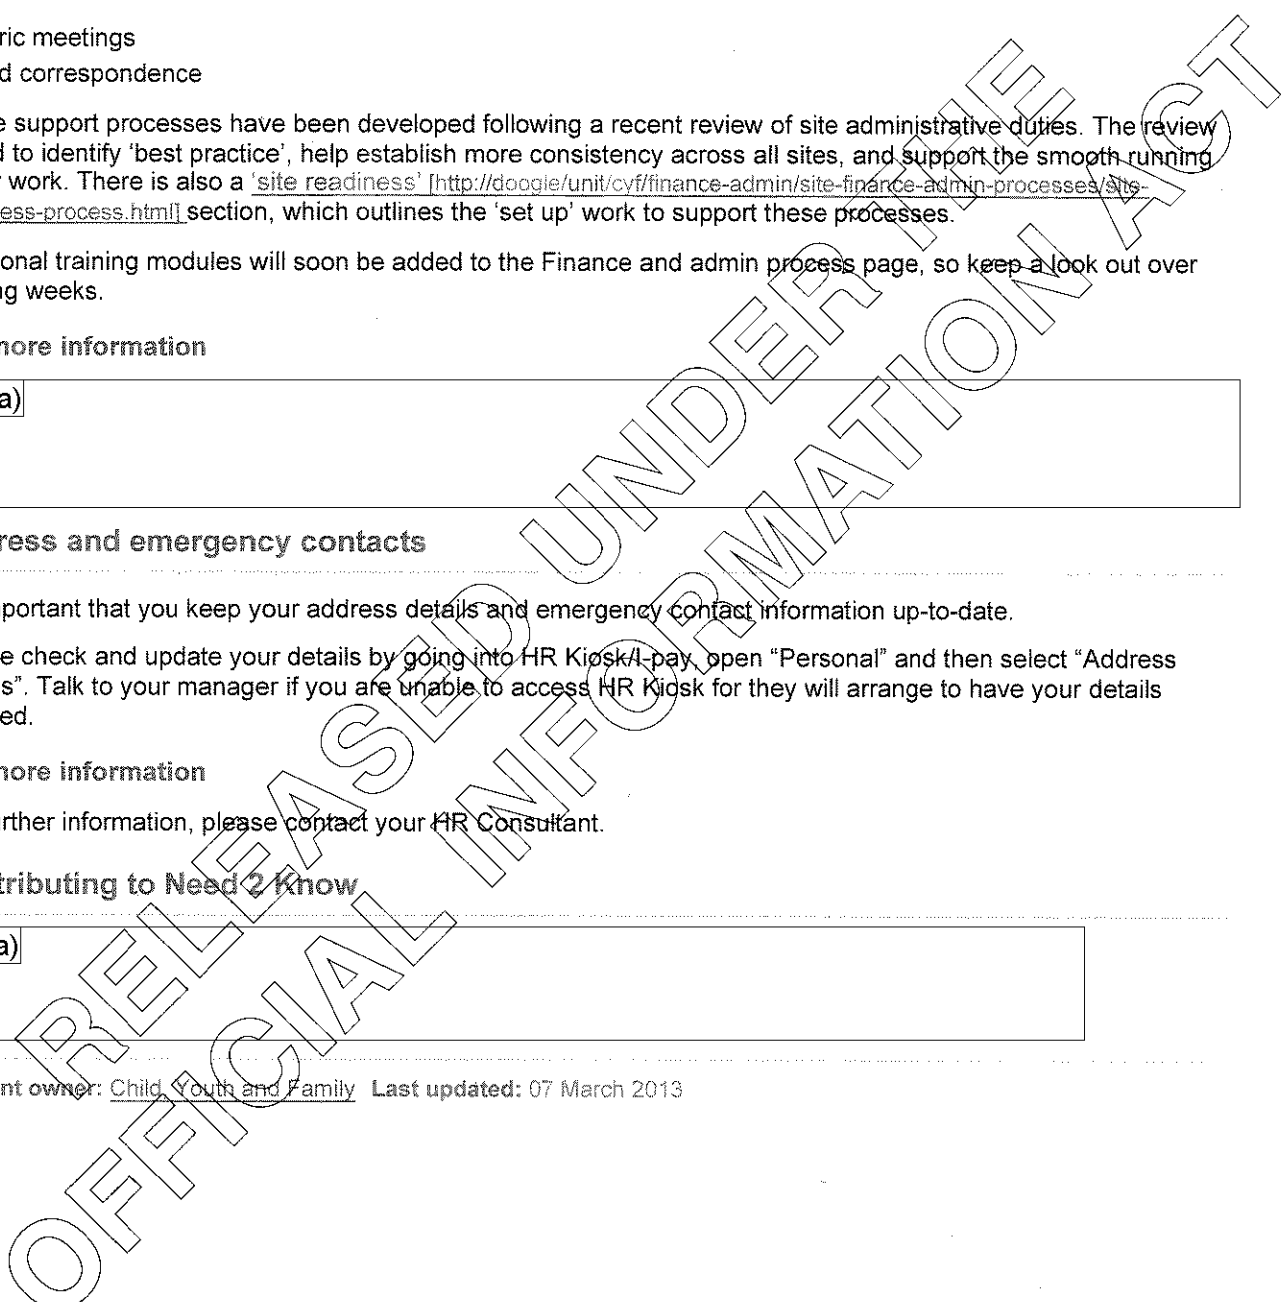 ric meetings
d correspondence
e support processes have been developed following a recent review of site administrative duties. The review
d to identify ‘best practice’, help establish more consistency across all sites, and support the smooth running
work. There is also a ‘site readiness’ [http://doogle/unit/cyf/finance-admin/site-finance-admin-processes/site-
ess-process.html] section, which outlines the ‘set up’ work to support these processes.
onal training modules will soon be added to the Finance and admin process page, so keep a look out over
ng weeks.
more information
a)
ress and emergency contacts
portant that you keep your address details and emergency contact information up-to-date.
e check and update your details by going into HR Kiosk/I-pay, open “Personal” and then select “Address
s”. Talk to your manager if you are unable to access HR Kiosk for they will arrange to have your details
ed.
more information
rther information, please contact your HR Consultant.
tributing to Need 2 Know
a)
nt owner: Child, Youth and Family Last updated: 07 March 2013
RELEASED UNDER THE
OFFICIAL INFORMATION ACT